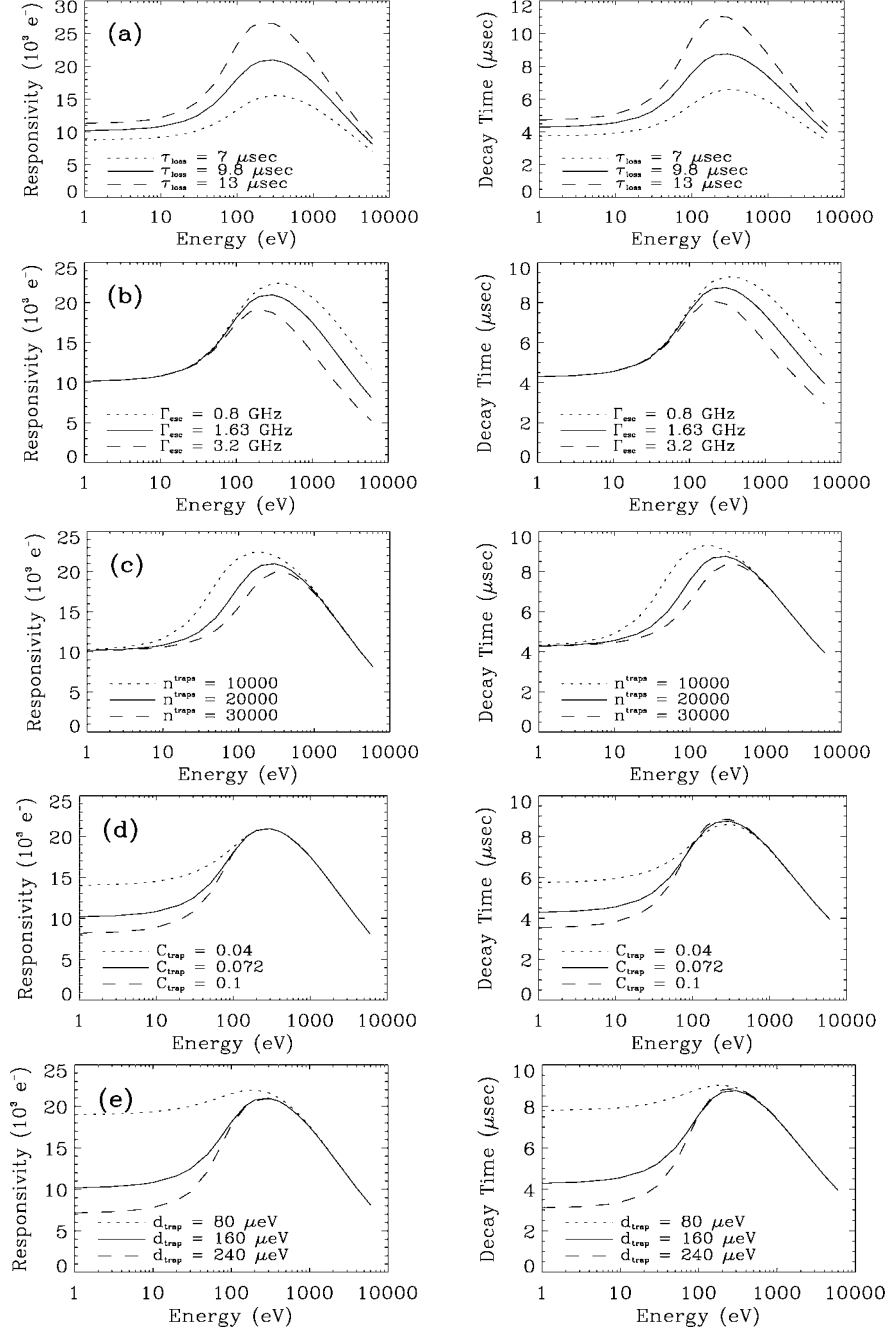 (a)
Responsivity (10³ e⁻)
30
25
20
15
10
5
0
τloss = 7 μsec
τloss = 9.8 μsec
τloss = 13 μsec
1 10 100 1000 10000
Energy (eV)
Decay Time (μsec)
12
10
8
6
4
2
0
τloss = 7 μsec
τloss = 9.8 μsec
τloss = 13 μsec
1 10 100 1000 10000
Energy (eV)
(b)
Responsivity (10³ e⁻)
25
20
15
10
5
0
Γesc = 0.8 GHz
Γesc = 1.63 GHz
Γesc = 3.2 GHz
1 10 100 1000 10000
Energy (eV)
Decay Time (μsec)
10
8
6
4
2
0
Γesc = 0.8 GHz
Γesc = 1.63 GHz
Γesc = 3.2 GHz
1 10 100 1000 10000
Energy (eV)
(c)
Responsivity (10³ e⁻)
25
20
15
10
5
0
n^traps = 10000
n^traps = 20000
n^traps = 30000
1 10 100 1000 10000
Energy (eV)
Decay Time (μsec)
10
8
6
4
2
0
n^traps = 10000
n^traps = 20000
n^traps = 30000
1 10 100 1000 10000
Energy (eV)
(d)
Responsivity (10³ e⁻)
25
20
15
10
5
0
Ctrap = 0.04
Ctrap = 0.072
Ctrap = 0.1
1 10 100 1000 10000
Energy (eV)
Decay Time (μsec)
10
8
6
4
2
0
Ctrap = 0.04
Ctrap = 0.072
Ctrap = 0.1
1 10 100 1000 10000
Energy (eV)
(e)
Responsivity (10³ e⁻)
25
20
15
10
5
0
dtrap = 80 μeV
dtrap = 160 μeV
dtrap = 240 μeV
1 10 100 1000 10000
Energy (eV)
Decay Time (μsec)
10
8
6
4
2
0
dtrap = 80 μeV
dtrap = 160 μeV
dtrap = 240 μeV
1 10 100 1000 10000
Energy (eV)